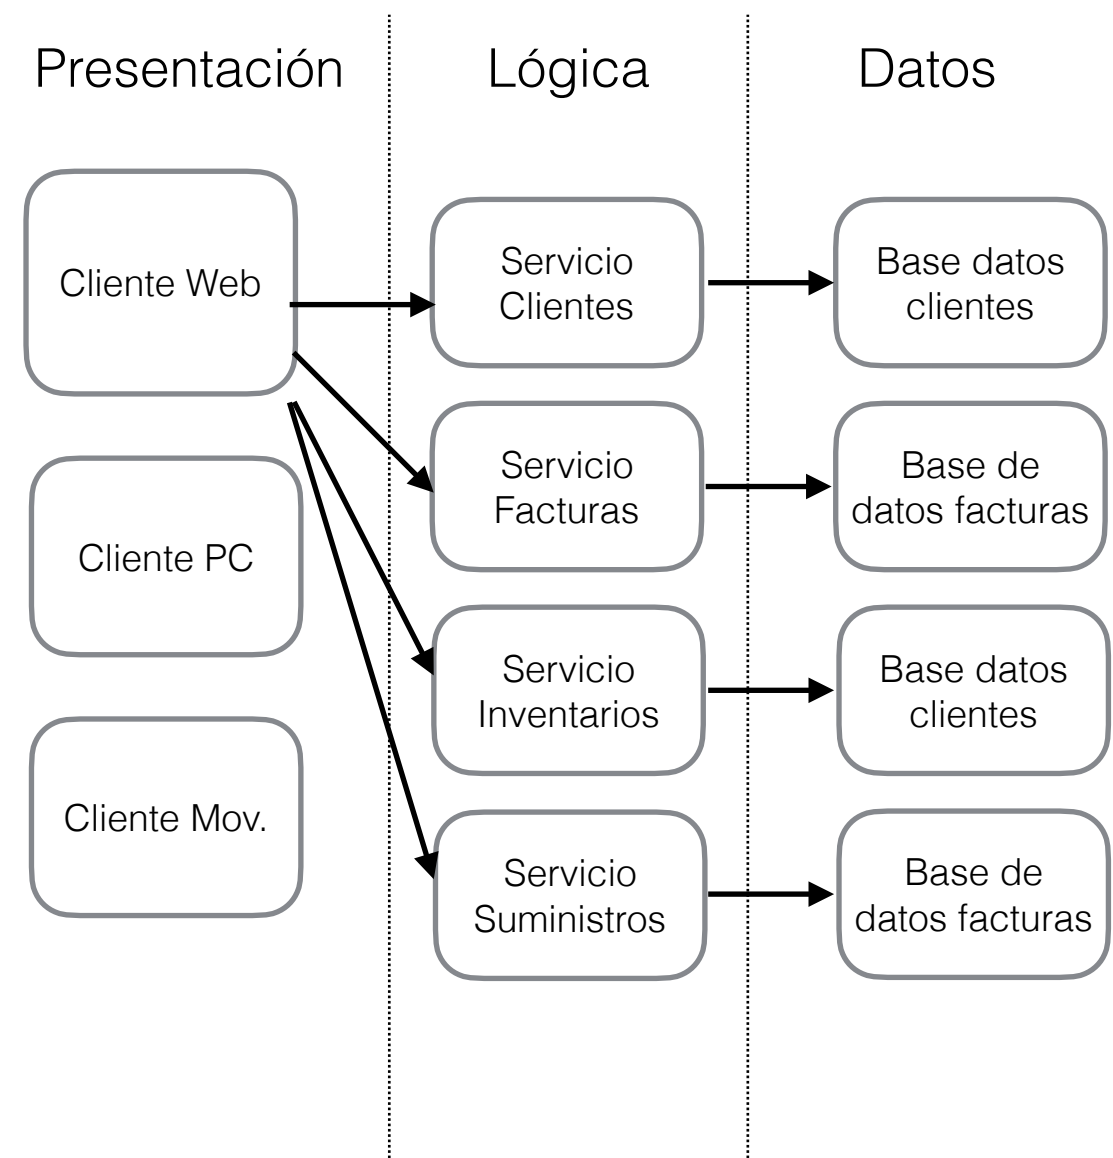 Presentación
Lógica
Datos
Cliente Web
Cliente PC
Cliente Mov.
Servicio
Clientes
Servicio
Facturas
Servicio
Inventarios
Servicio
Suministros
Base datos
clientes
Base de
datos facturas
Base datos
clientes
Base de
datos facturas